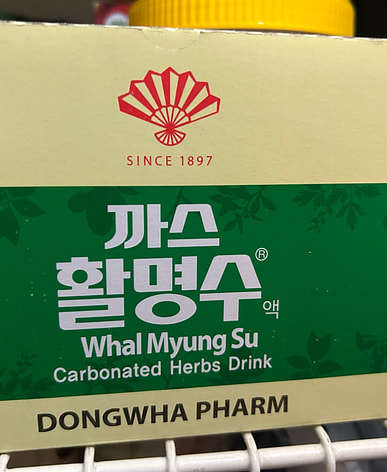 SINCE 1897
까스
활명수® 액
Whal Myung Su
Carbonated Herbs Drink
DONGWHA PHARM